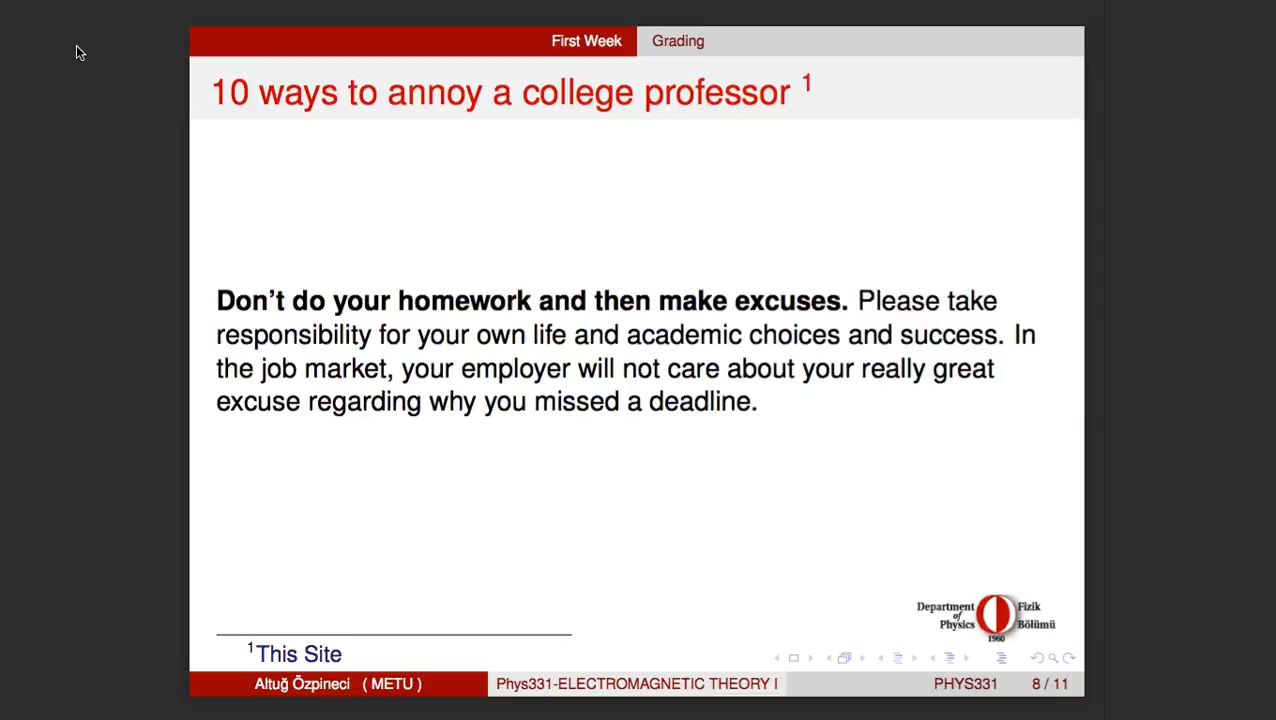 First Week Grading
10 ways to annoy a college professor 1
Don't do your homework and then make excuses. Please take
responsibility for your own life and academic choices and success. In
the job market, your employer will not care about your really great
excuse regarding why you missed a deadline.
Department of Physics 1960 Fizik Bölümü
1This Site
Altuğ Özpineci ( METU ) Phys331-ELECTROMAGNETIC THEORY I PHYS331 8 / 11